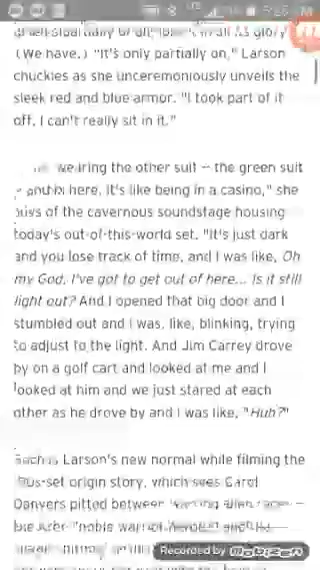 (We have.) "It's only partially on," Larson
chuckles as she unceremoniously unveils the
sleek red and blue armor. "I took part of it
off. I can't really sit in it."
wearing the other suit — the green suit
here. It's like being in a casino," she
of the cavernous soundstage housing
today's out-of-this-world set. "It's just dark
and you lose track of time, and I was like, Oh
my God, I've got to get out of here... Is it still
light out? And I opened that big door and I
stumbled out and I was, like, blinking, trying
to adjust to the light. And Jim Carrey drove
by on a golf cart and looked at me and I
looked at him and we just stared at each
other as he drove by and I was like, "Huh?"
Such is Larson's new normal while filming the
-set origin story, which sees Carol
Danvers pitted between
Recorded by Mobizen